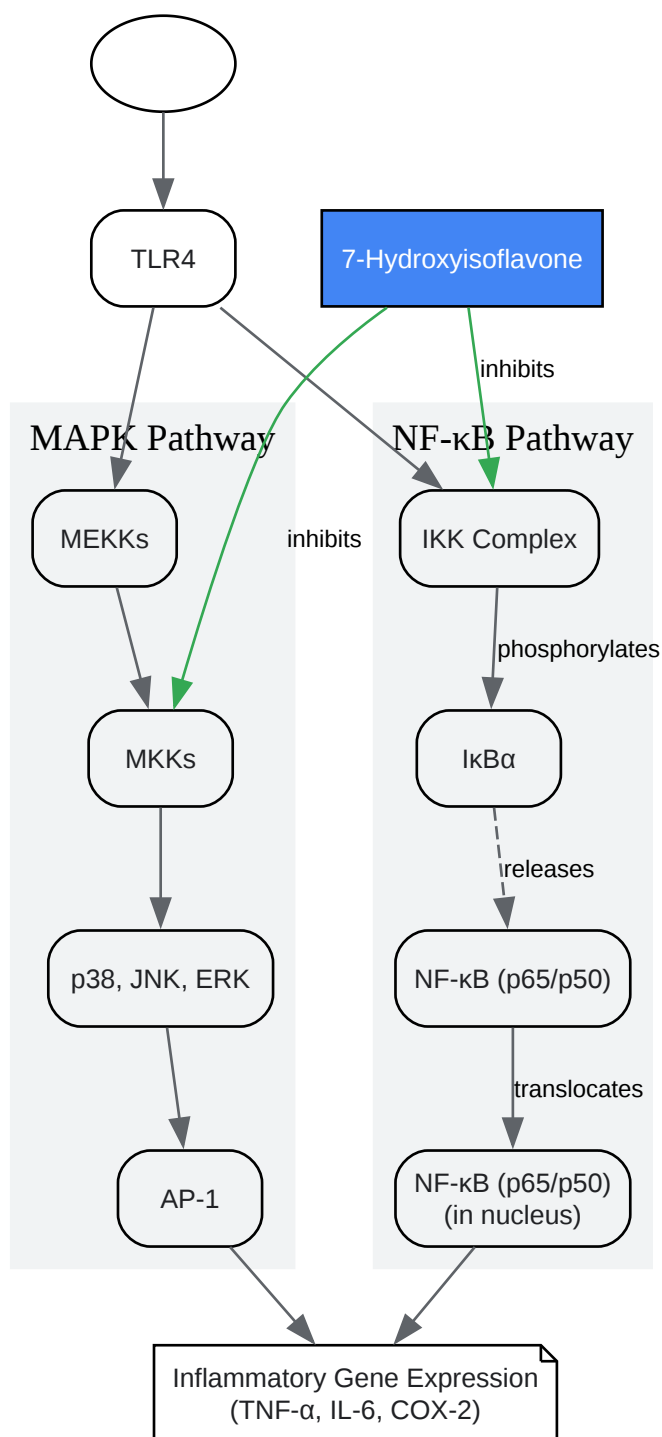 TLR4
7-Hydroxyisoflavone
inhibits
MAPK Pathway
NF-κB Pathway
MEKKs
inhibits
IKK Complex
phosphorylates
MKKs
IκBα
releases
p38, JNK, ERK
NF-κB (p65/p50)
translocates
AP-1
NF-κB (p65/p50)
(in nucleus)
Inflammatory Gene Expression
(TNF-α, IL-6, COX-2)